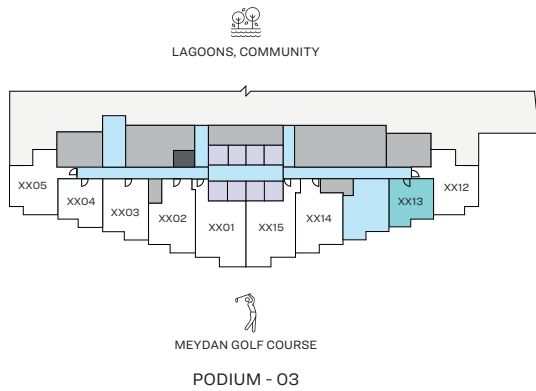 LAGOONS, COMMUNITY
XX05
XX04
XX03
XX02
XX01
XX15
XX14
XX13
XX12
MEYDAN GOLF COURSE
PODIUM - 03